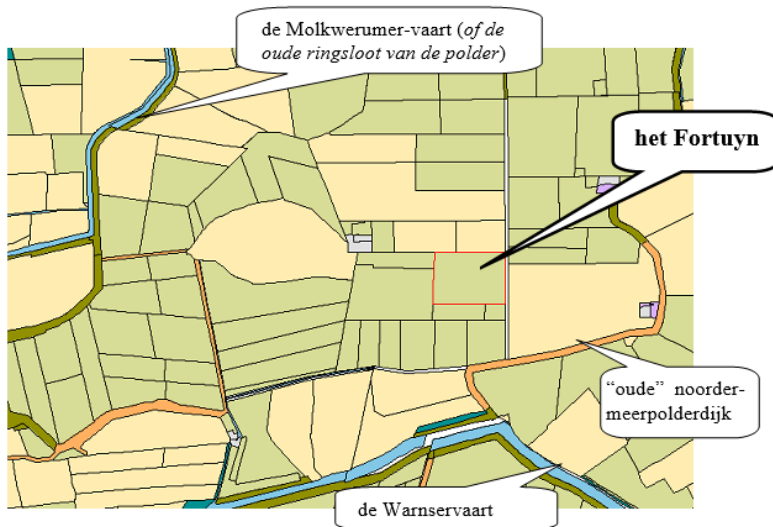 de Molkwerumer-vaart (of de
oude ringsloot van de polder)
het Fortuyn
“oude” noorder-
meerpolderdijk
de Warnservaart